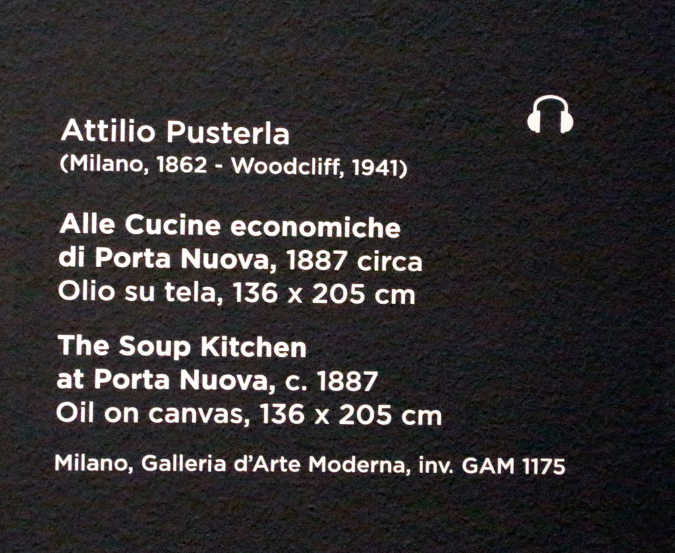 Attilio Pusterla
(Milano, 1862 - Woodcliff, 1941)
Alle Cucine economiche
di Porta Nuova, 1887 circa
Olio su tela, 136 x 205 cm
The Soup Kitchen
at Porta Nuova, c. 1887
Oil on canvas, 136 x 205 cm
Milano, Galleria d’Arte Moderna, inv. GAM 1175